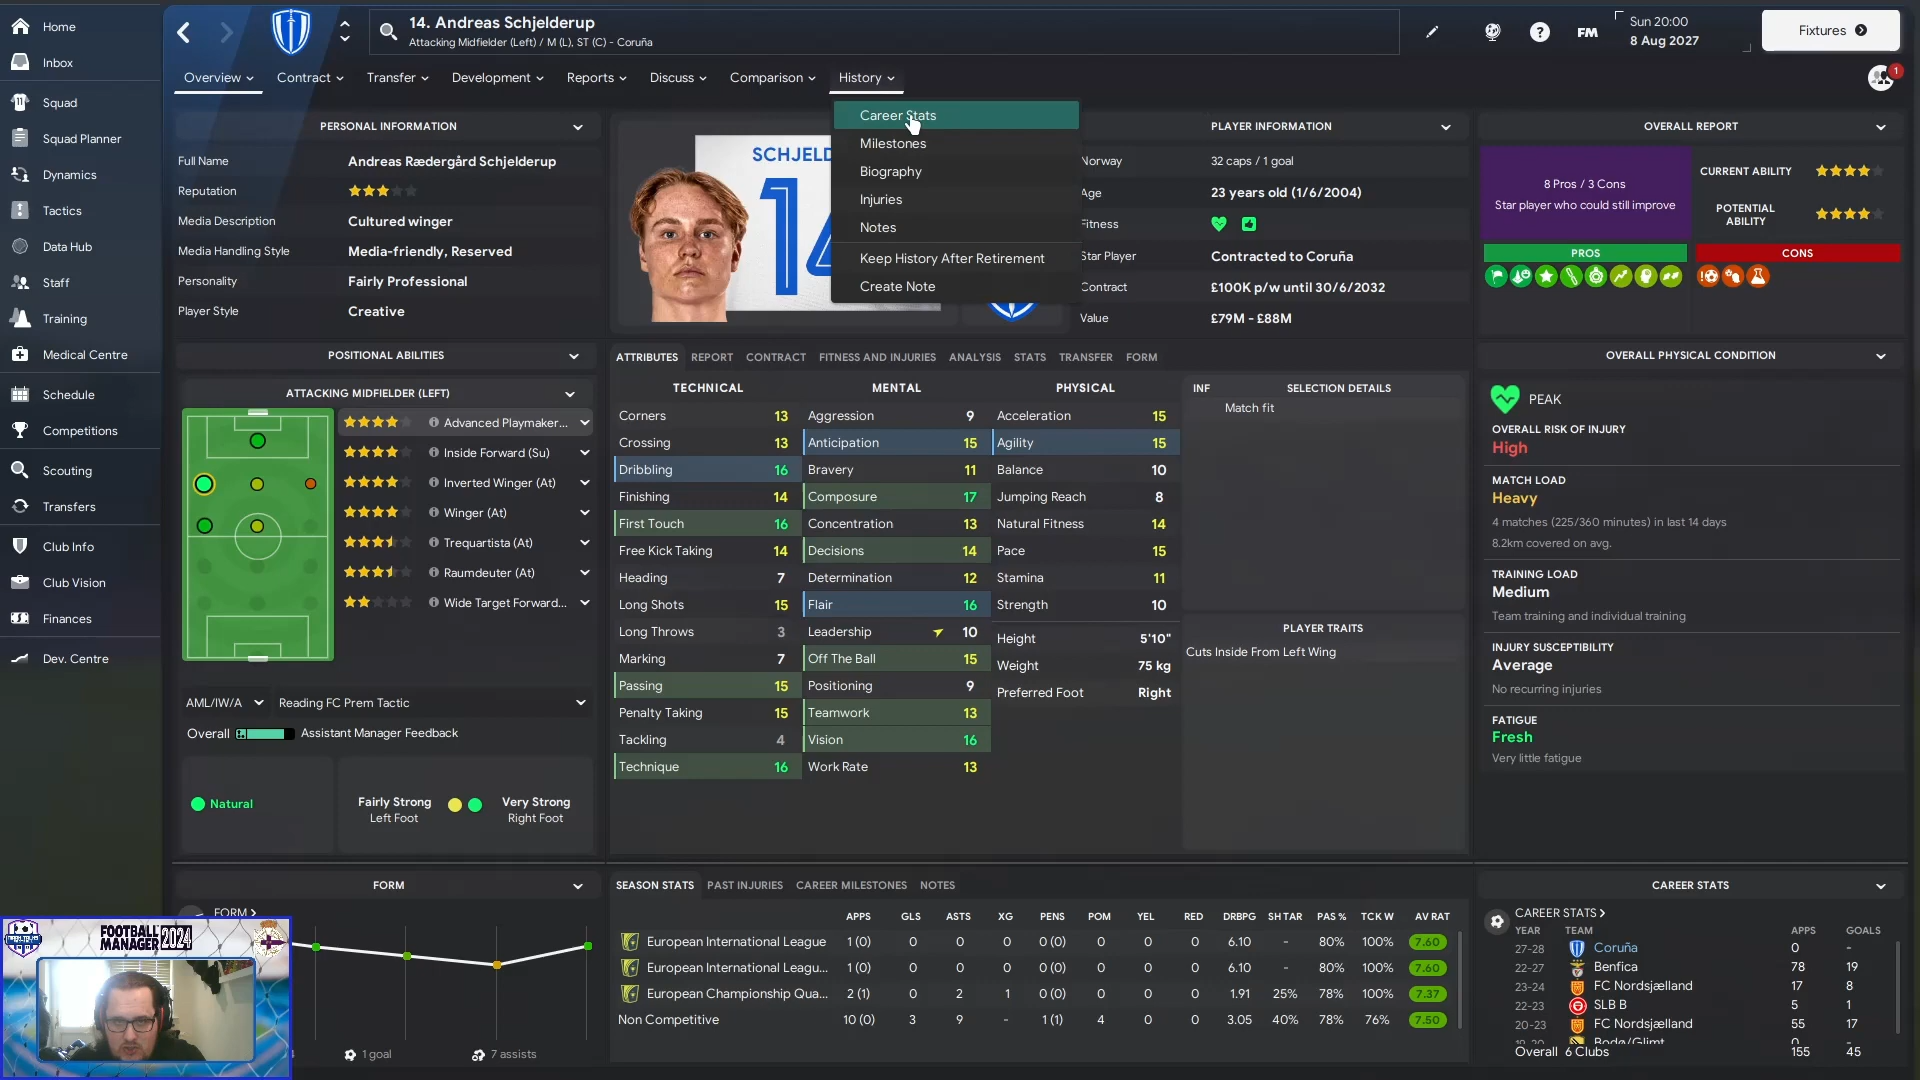 Home
Inbox
Squad
Squad Planner
Dynamics
Tactics
Data Hub
Staff
Training
Medical Centre
Schedule
Competitions
Scouting
Transfers
Club Info
Club Vision
Finances
Dev. Centre
14. Andreas Schjelderup
Attacking Midfielder (Left) / M (L), ST (C) - Coruña
FM
Sun 20:00
8 Aug 2027
Fixtures
1
Overview
Contract
Transfer
Development
Reports
Discuss
Comparison
History
Career Stats
Milestones
Biography
Injuries
Notes
Keep History After Retirement
Create Note
PERSONAL INFORMATION
Full Name Andreas Rædergård Schjelderup
Reputation
Media Description Cultured winger
Media Handling Style Media-friendly, Reserved
Personality Fairly Professional
Player Style Creative
SCHJELD
14
PLAYER INFORMATION
Norway 32 caps / 1 goal
Age 23 years old (1/6/2004)
Fitness
Star Player Contracted to Coruña
Contract £100K p/w until 30/6/2032
Value £79M - £88M
OVERALL REPORT
8 Pros / 3 Cons
Star player who could still improve
CURRENT ABILITY
POTENTIAL
ABILITY
PROS
CONS
POSITIONAL ABILITIES
ATTACKING MIDFIELDER (LEFT)
Advanced Playmaker...
Inside Forward (Su)
Inverted Winger (At)
Winger (At)
Trequartista (At)
Raumdeuter (At)
Wide Target Forward...
AML/IW/A Reading FC Prem Tactic
Overall Assistant Manager Feedback
Natural
Fairly Strong
Left Foot
Very Strong
Right Foot
ATTRIBUTES REPORT CONTRACT FITNESS AND INJURIES ANALYSIS STATS TRANSFER FORM
TECHNICAL
Corners 13
Crossing 13
Dribbling 16
Finishing 14
First Touch 16
Free Kick Taking 14
Heading 7
Long Shots 15
Long Throws 3
Marking 7
Passing 15
Penalty Taking 15
Tackling 4
Technique 16
MENTAL
Aggression 9
Anticipation 15
Bravery 11
Composure 17
Concentration 13
Decisions 14
Determination 12
Flair 16
Leadership 10
Off The Ball 15
Positioning 9
Teamwork 13
Vision 16
Work Rate 13
PHYSICAL
Acceleration 15
Agility 15
Balance 10
Jumping Reach 8
Natural Fitness 14
Pace 15
Stamina 11
Strength 10
Height 5'10"
Weight 75 kg
Preferred Foot Right
INF SELECTION DETAILS
Match fit
PLAYER TRAITS
Cuts Inside From Left Wing
OVERALL PHYSICAL CONDITION
PEAK
OVERALL RISK OF INJURY
High
MATCH LOAD
Heavy
4 matches (225/360 minutes) in last 14 days
8.2km covered on avg.
TRAINING LOAD
Medium
Team training and individual training
INJURY SUSCEPTIBILITY
Average
No recurring injuries
FATIGUE
Fresh
Very little fatigue
FORM
FORM >
FOOTBALL
MANAGER 2024
1 goal
7 assists
SEASON STATS PAST INJURIES CAREER MILESTONES NOTES
APPS GLS ASTS XG PENS POM YEL RED DRBPG SH TAR PAS % TCK W AV RAT
European International League 1 (0) 0 0 0 0 (0) 0 0 0 6.10 - 80% 100% 7.60
European International Leagu... 1 (0) 0 0 0 0 (0) 0 0 0 6.10 - 80% 100% 7.60
European Championship Qua... 2 (1) 0 2 1 0 (0) 0 0 0 1.91 25% 78% 100% 7.37
Non Competitive 10 (0) 3 9 - 1 (1) 4 0 0 3.05 40% 78% 76% 7.50
CAREER STATS
CAREER STATS >
YEAR TEAM APPS GOALS
27-28 Coruña 0 -
22-27 Benfica 78 19
23-24 FC Nordsjælland 17 8
22-23 SLB B 5 1
20-23 FC Nordsjælland 55 17
19-20 Bodø/Glimt 0 -
Overall 6 Clubs 155 45